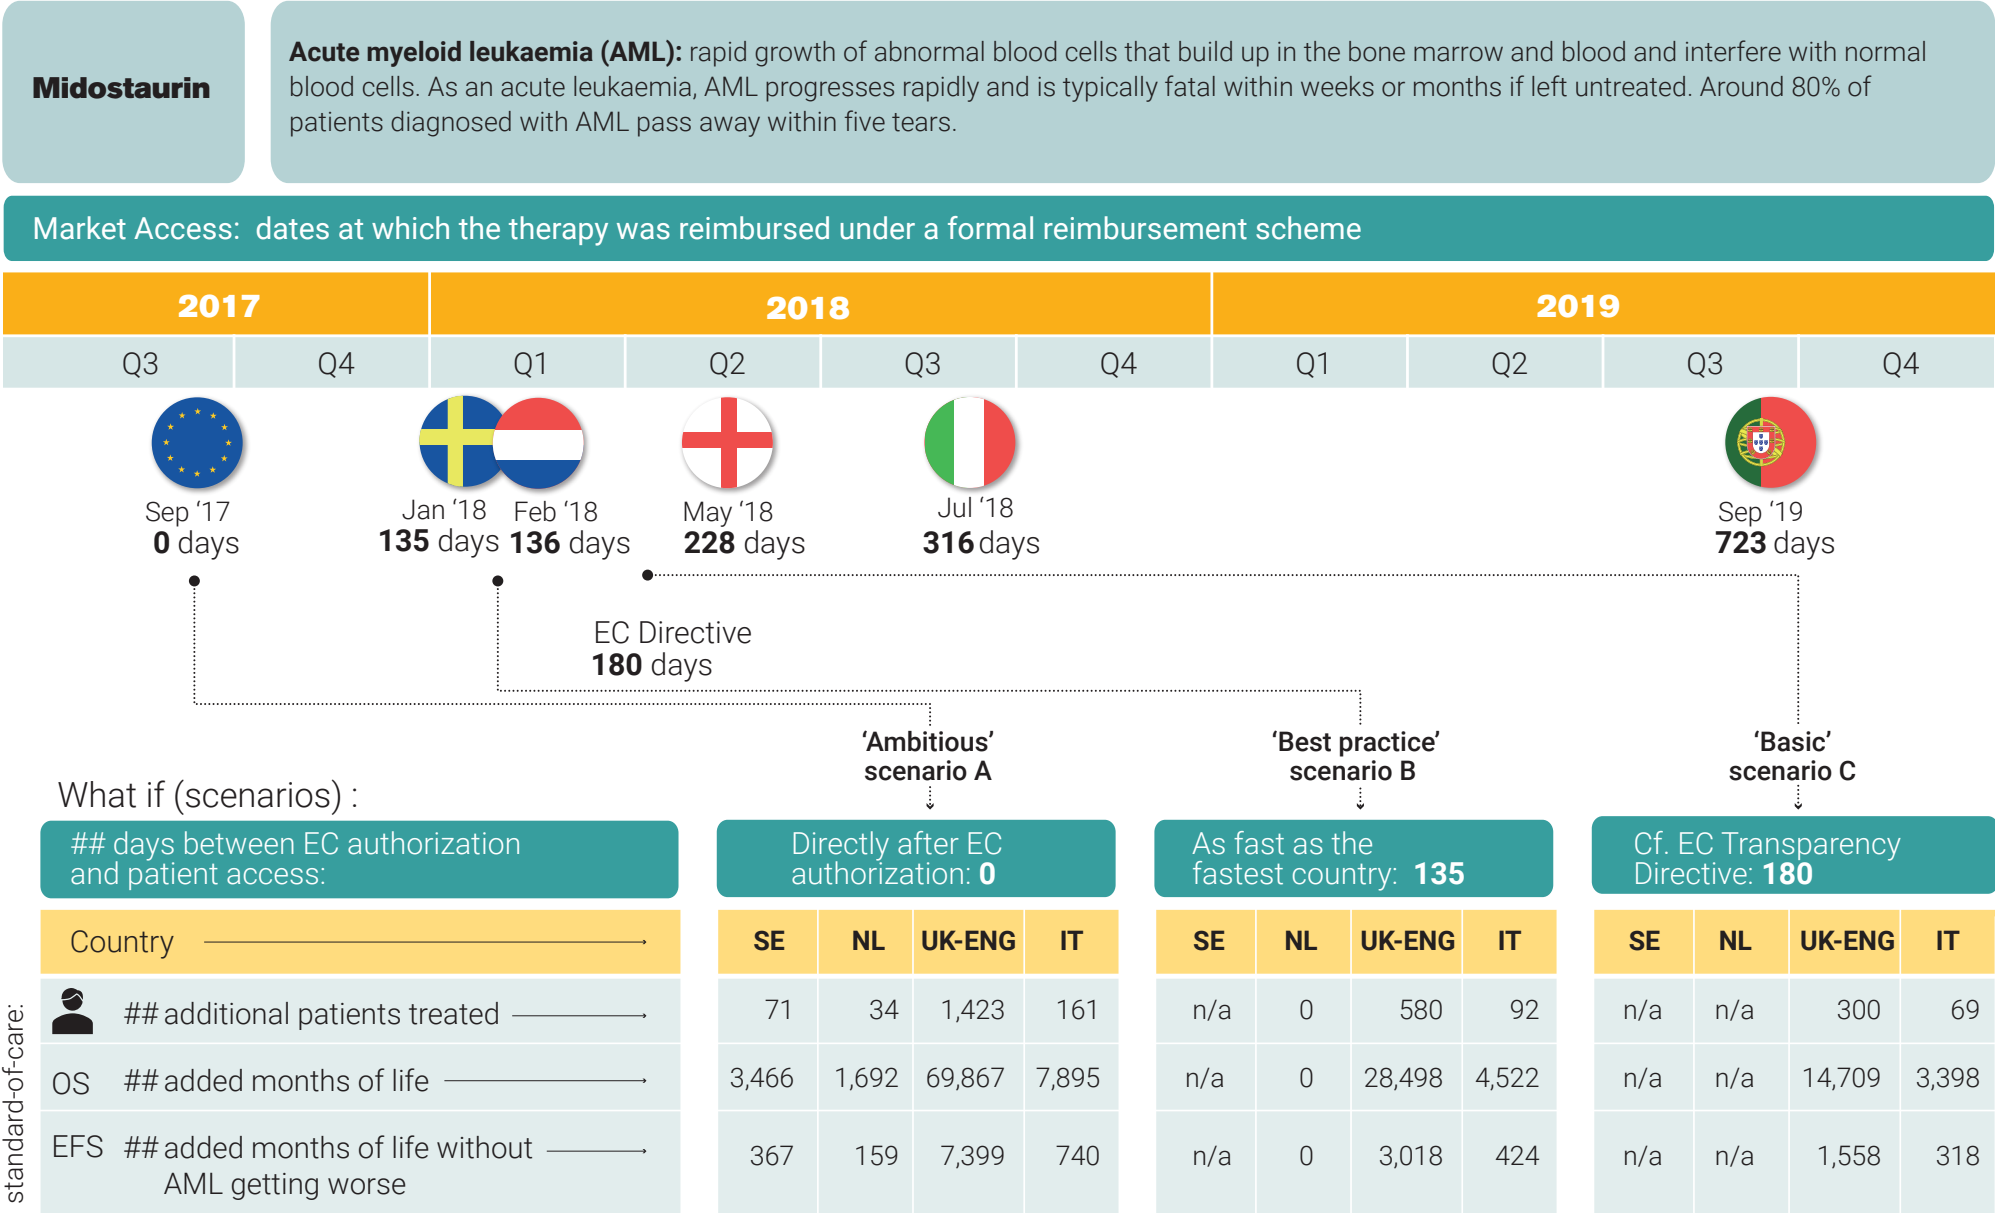 Midostaurin
Acute myeloid leukaemia (AML): rapid growth of abnormal blood cells that build up in the bone marrow and blood and interfere with normal
blood cells. As an acute leukaemia, AML progresses rapidly and is typically fatal within weeks or months if left untreated. Around 80% of
patients diagnosed with AML pass away within five tears.
Market Access: dates at which the therapy was reimbursed under a formal reimbursement scheme
2017 2018 2019
Q3 Q4 Q1 Q2 Q3 Q4 Q1 Q2 Q3 Q4
Sep ‘17 Jan ‘18 Feb ‘18 May ‘18 Jul ‘18 Sep ‘19
0 days 135 days 136 days 228 days 316 days 723 days
EC Directive
180 days
‘Ambitious’ ‘Best practice’ ‘Basic’
scenario A scenario B scenario C
What if (scenarios) :
## days between EC authorization
and patient access:
Directly after EC
authorization: 0
As fast as the
fastest country: 135
Cf. EC Transparency
Directive: 180
Country SE NL UK-ENG IT SE NL UK-ENG IT SE NL UK-ENG IT
standard-of-care:
## additional patients treated 71 34 1,423 161 n/a 0 580 92 n/a n/a 300 69
OS ## added months of life 3,466 1,692 69,867 7,895 n/a 0 28,498 4,522 n/a n/a 14,709 3,398
EFS ## added months of life without
AML getting worse
367 159 7,399 740 n/a 0 3,018 424 n/a n/a 1,558 318